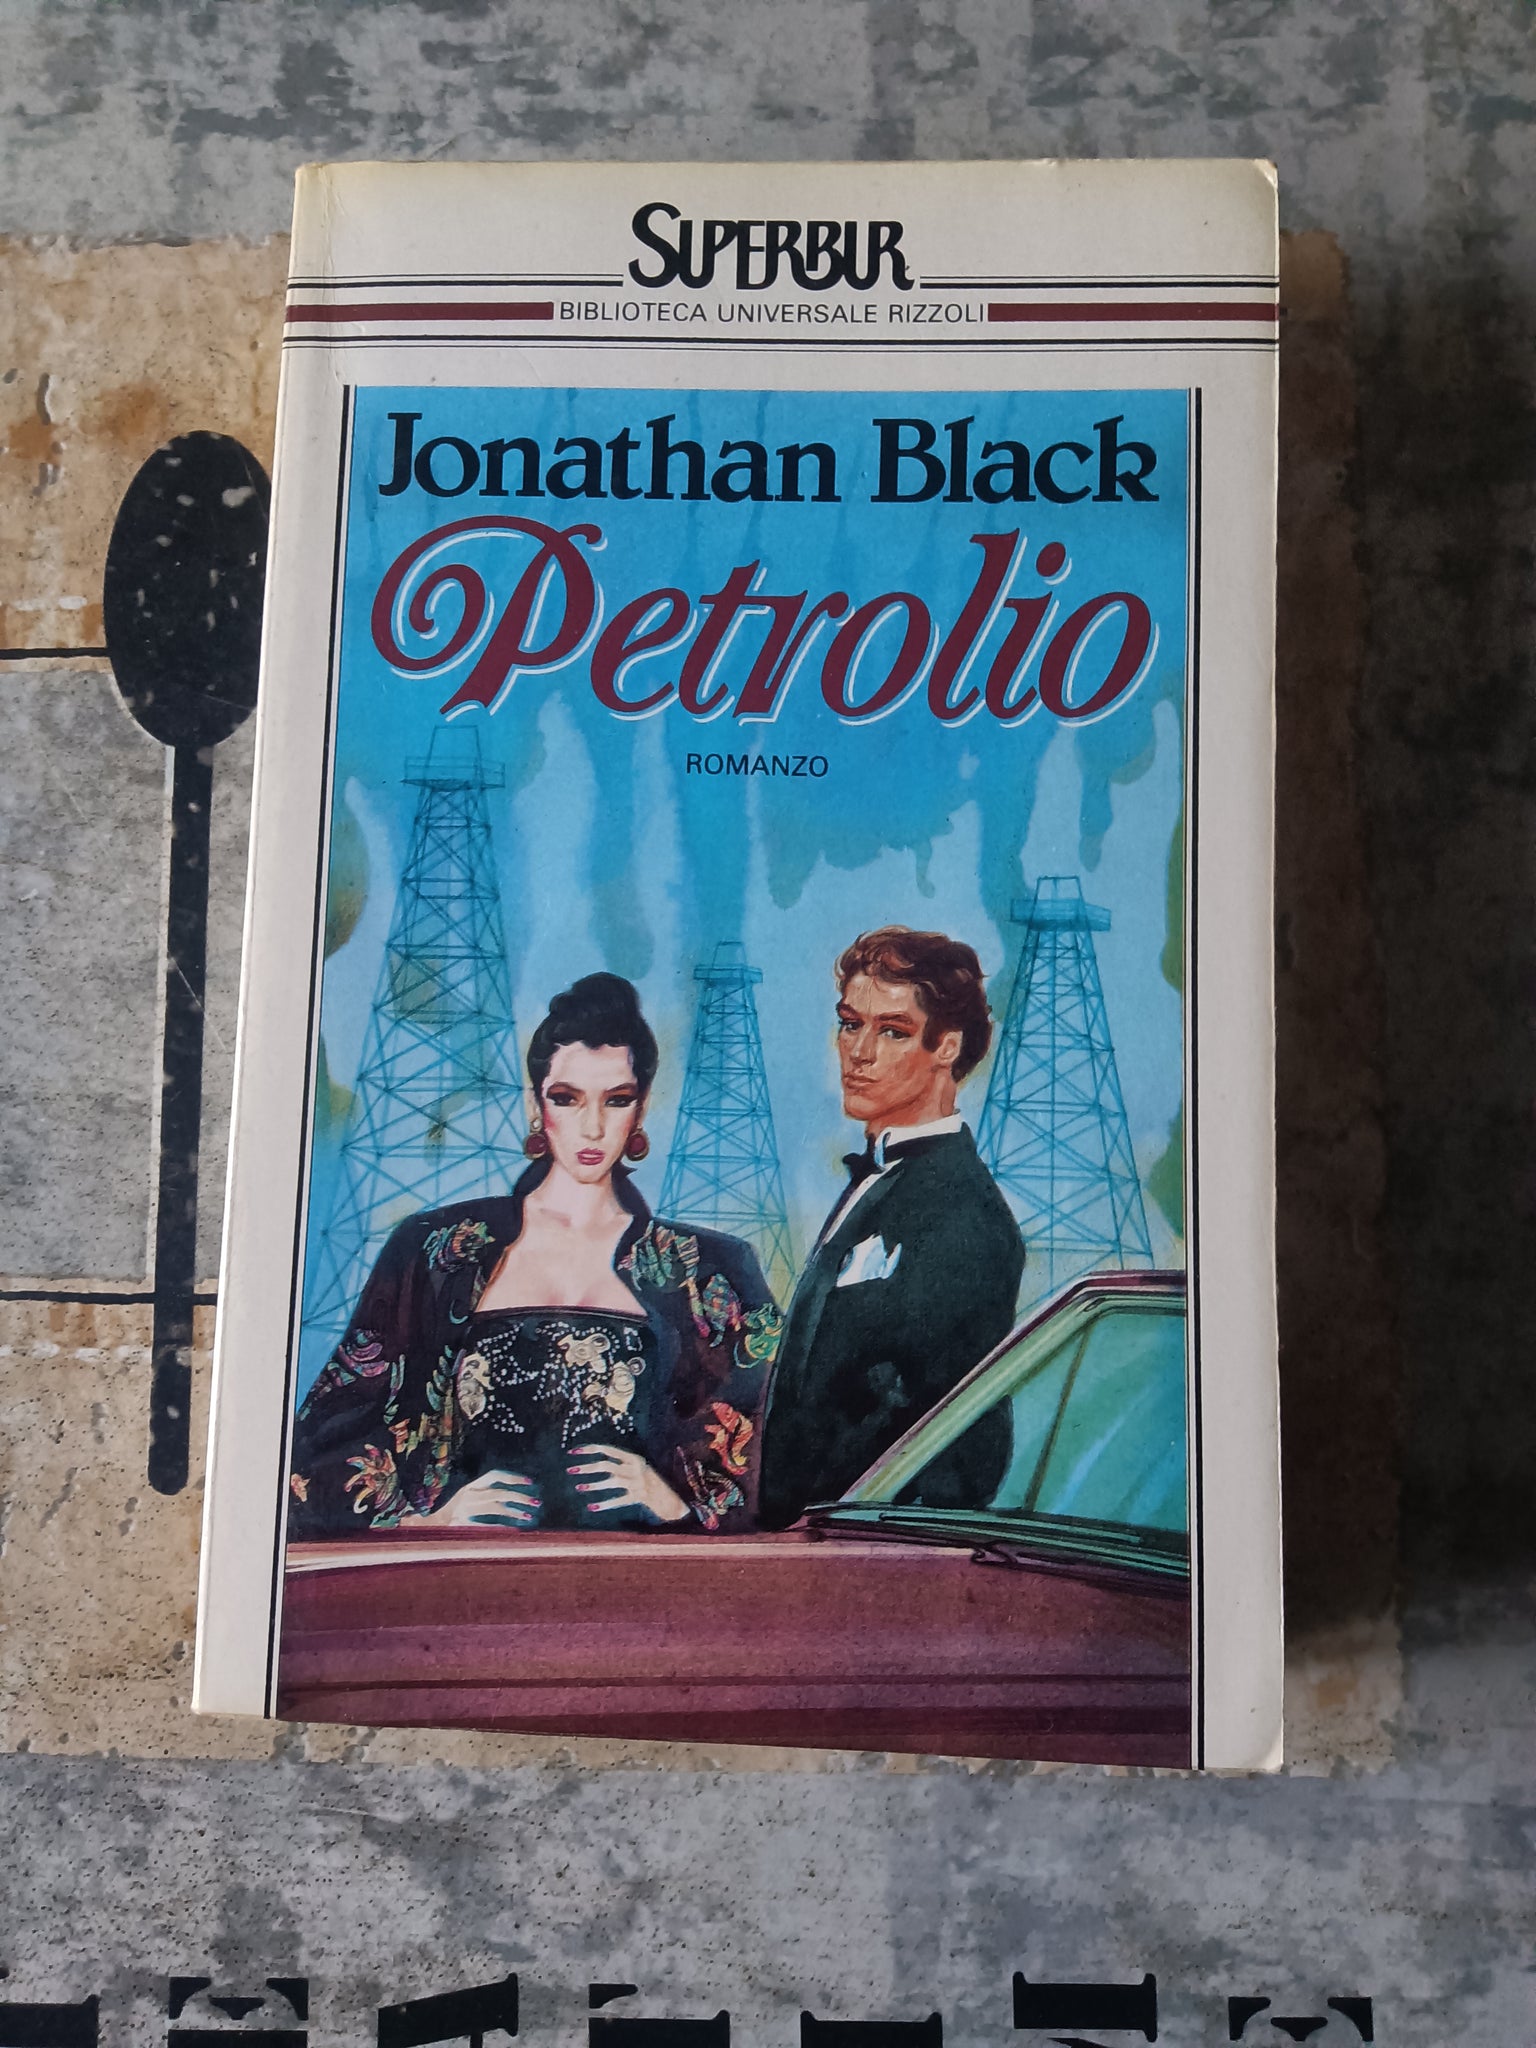 SUPERBUR
BIBLIOTECA UNIVERSALE RIZZOLI
Jonathan Black
Petrolio
ROMANZO